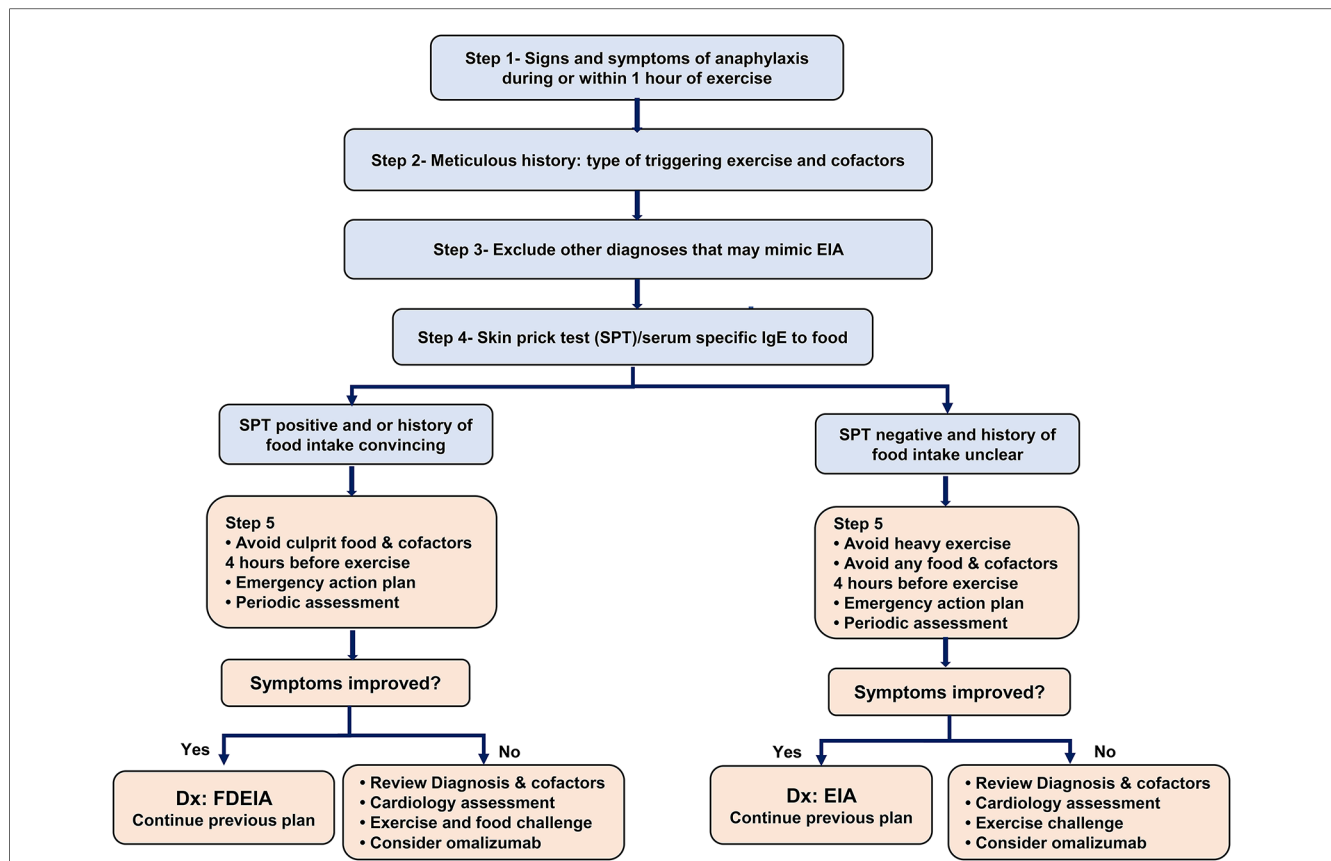 Step 1- Signs and symptoms of anaphylaxis
during or within 1 hour of exercise
Step 2- Meticulous history: type of triggering exercise and cofactors
Step 3- Exclude other diagnoses that may mimic EIA
Step 4- Skin prick test (SPT)/serum specific IgE to food
SPT positive and or history of
food intake convincing
Step 5
• Avoid culprit food & cofactors
4 hours before exercise
• Emergency action plan
• Periodic assessment
Symptoms improved?
Yes
No
Dx: FDEIA
Continue previous plan
• Review Diagnosis & cofactors
• Cardiology assessment
• Exercise and food challenge
• Consider omalizumab
SPT negative and history of
food intake unclear
Step 5
• Avoid heavy exercise
• Avoid any food & cofactors
4 hours before exercise
• Emergency action plan
• Periodic assessment
Symptoms improved?
Yes
No
Dx: EIA
Continue previous plan
• Review Diagnosis & cofactors
• Cardiology assessment
• Exercise challenge
• Consider omalizumab